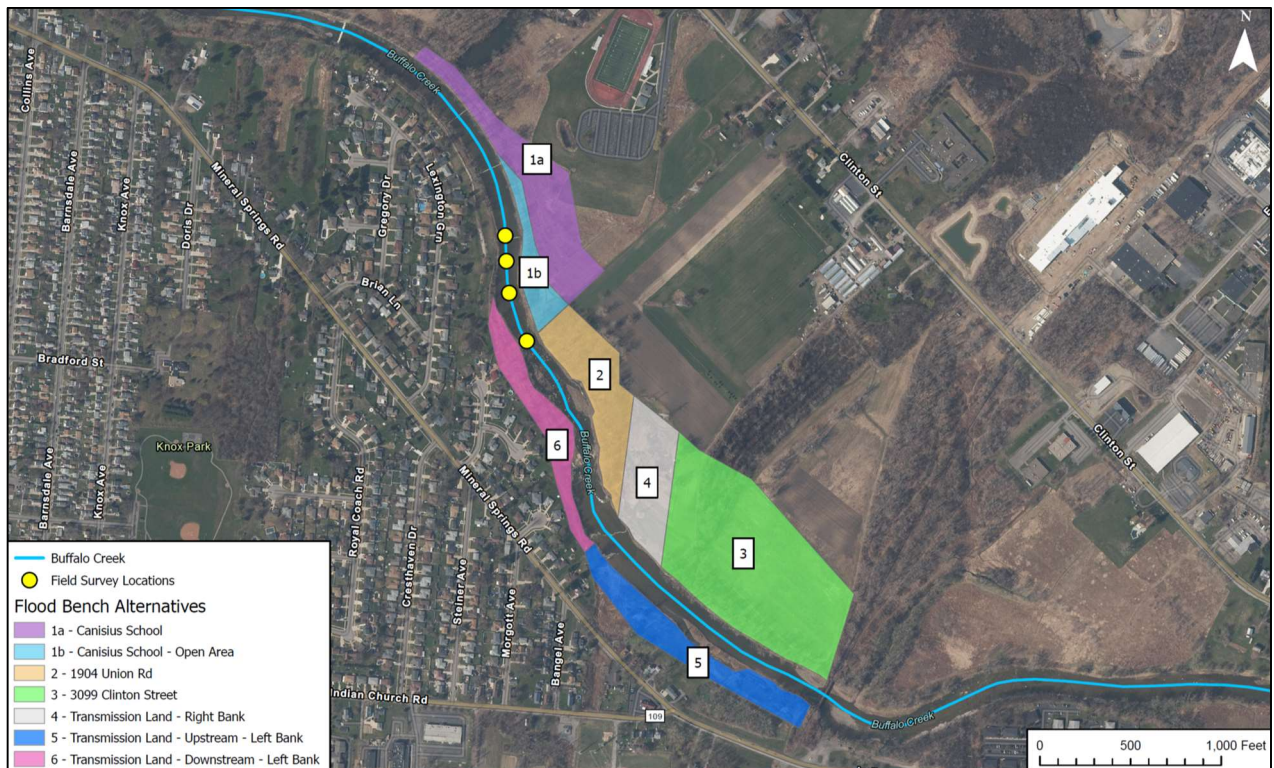 N
Collins Ave
Barnsdale Ave
Knox Ave
Doris Dr
Mineral Springs Rd
Gregory Dr
Lexington Grn
Buffalo Creek
1a
Clinton St
1b
Brian Ln
Bradford St
2
Knox Park
6
Buffalo Creek
4
3
Clinton St
Barnsdale Ave
Knox Ave
Royal Coach Rd
Cresthaven Dr
Steiner Ave
Mineral Springs Rd
Morgott Ave
Bangel Ave
5
Indian Church Rd
109
Buffalo Creek
Buffalo Creek
Field Survey Locations
Flood Bench Alternatives
1a - Canisius School
1b - Canisius School - Open Area
2 - 1904 Union Rd
3 - 3099 Clinton Street
4 - Transmission Land - Right Bank
5 - Transmission Land - Upstream - Left Bank
6 - Transmission Land - Downstream - Left Bank
0 500 1,000 Feet